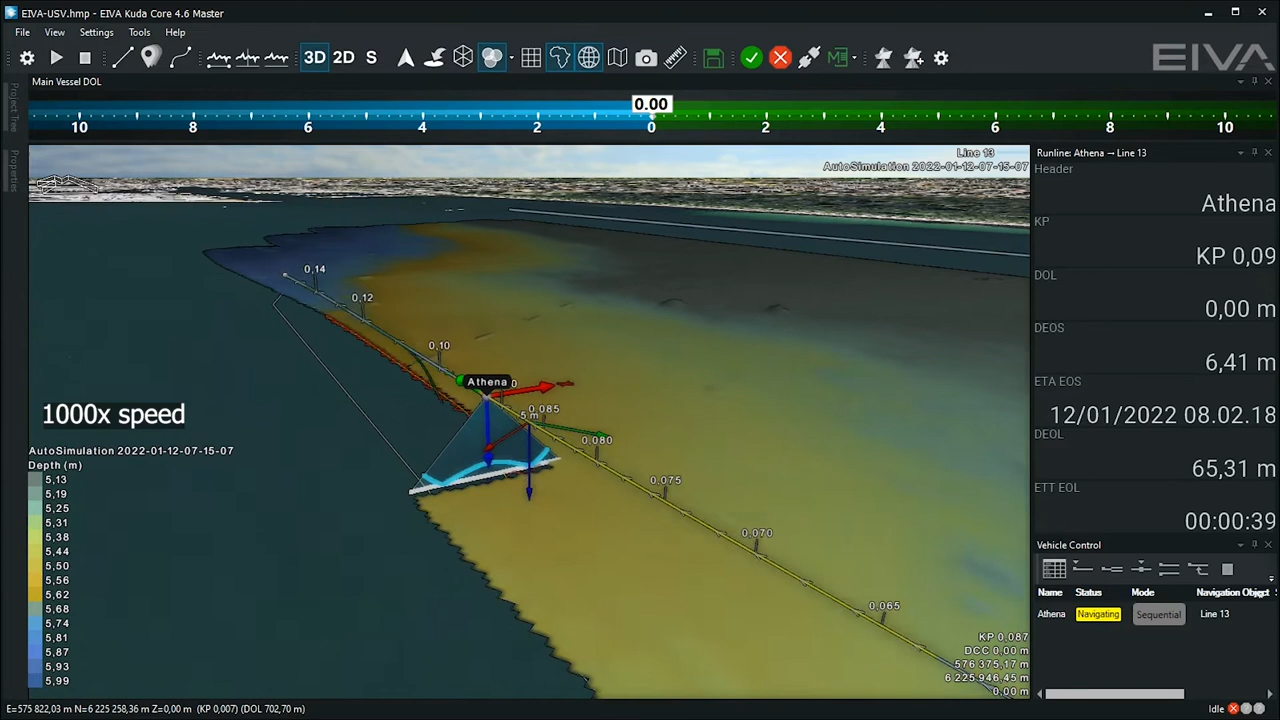 EIVA-USV.hmp - EIVA Kuda Core 4.6 Master
File View Settings Tools Help
3D 2D S
EIVA
Main Vessel DOL
0.00
10 8 6 4 2 0 2 4 6 8 10
Project Tree
Properties
Line 13
AutoSimulation 2022-01-12-07-15-07
0,14
0,12
0,10
Athena
0,085
5 m
0,080
0,075
0,070
0,065
1000x speed
AutoSimulation 2022-01-12-07-15-07
Depth (m)
5,13
5,19
5,25
5,31
5,38
5,44
5,50
5,56
5,62
5,68
5,74
5,81
5,87
5,93
5,99
KP 0,087
DCC 0,00 m
576 375,17 m
6 225 946,45 m
0,00 m
Runline: Athena → Line 13
Header
Athena
KP
KP 0,09
DOL
0,00 m
DEOS
6,41 m
ETA EOS
12/01/2022 08.02.18
DEOL
65,31 m
ETT EOL
00:00:39
Vehicle Control
Name Status Mode Navigation Object
Athena Navigating Sequential Line 13
E=575 822,03 m N=6 225 258,36 m Z=0,00 m (KP 0,007) (DOL 702,70 m)
Idle